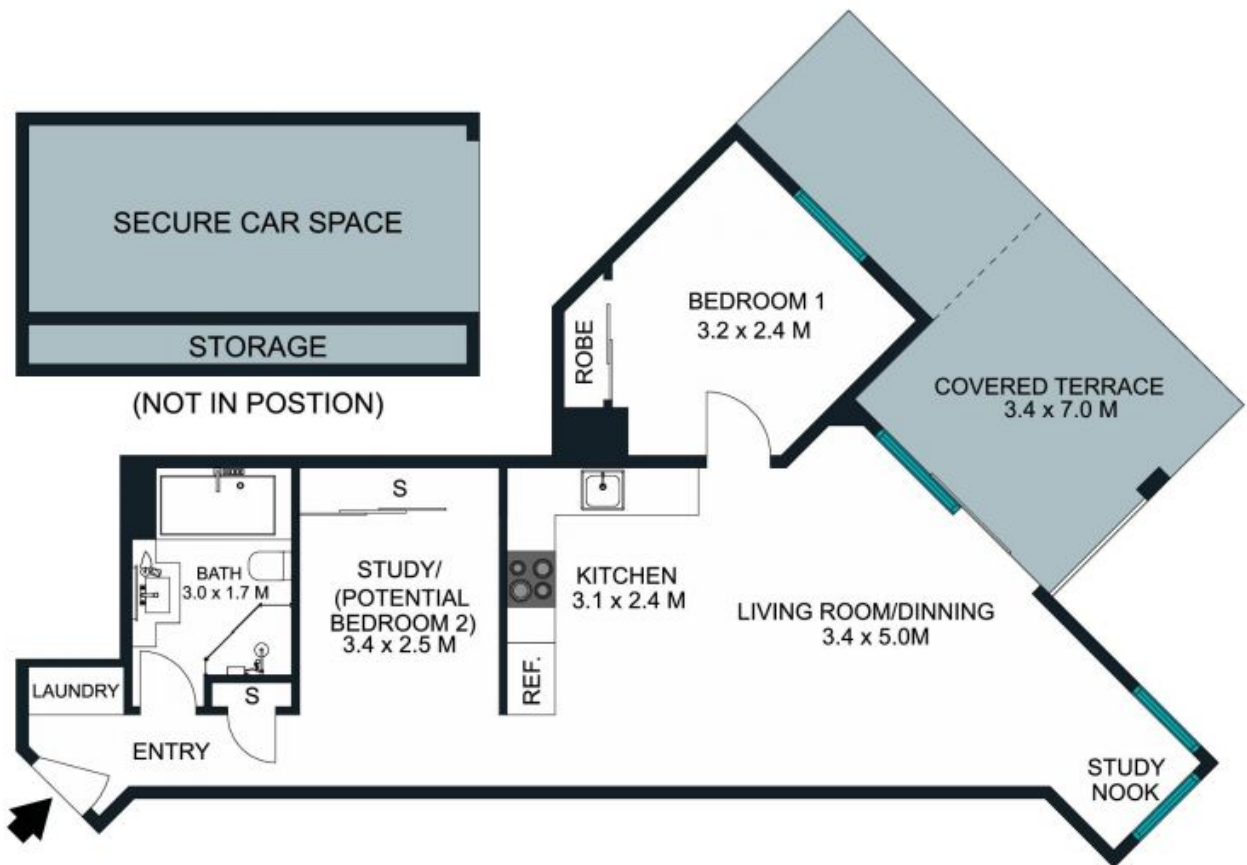 SECURE CAR SPACE
STORAGE
(NOT IN POSTION)
BEDROOM 1
3.2 x 2.4 M
ROBE
COVERED TERRACE
3.4 x 7.0 M
S
BATH
3.0 x 1.7 M
STUDY/
(POTENTIAL
BEDROOM 2)
3.4 x 2.5 M
KITCHEN
3.1 x 2.4 M
REF.
LIVING ROOM/DINNING
3.4 x 5.0M
LAUNDRY
S
ENTRY
STUDY
NOOK